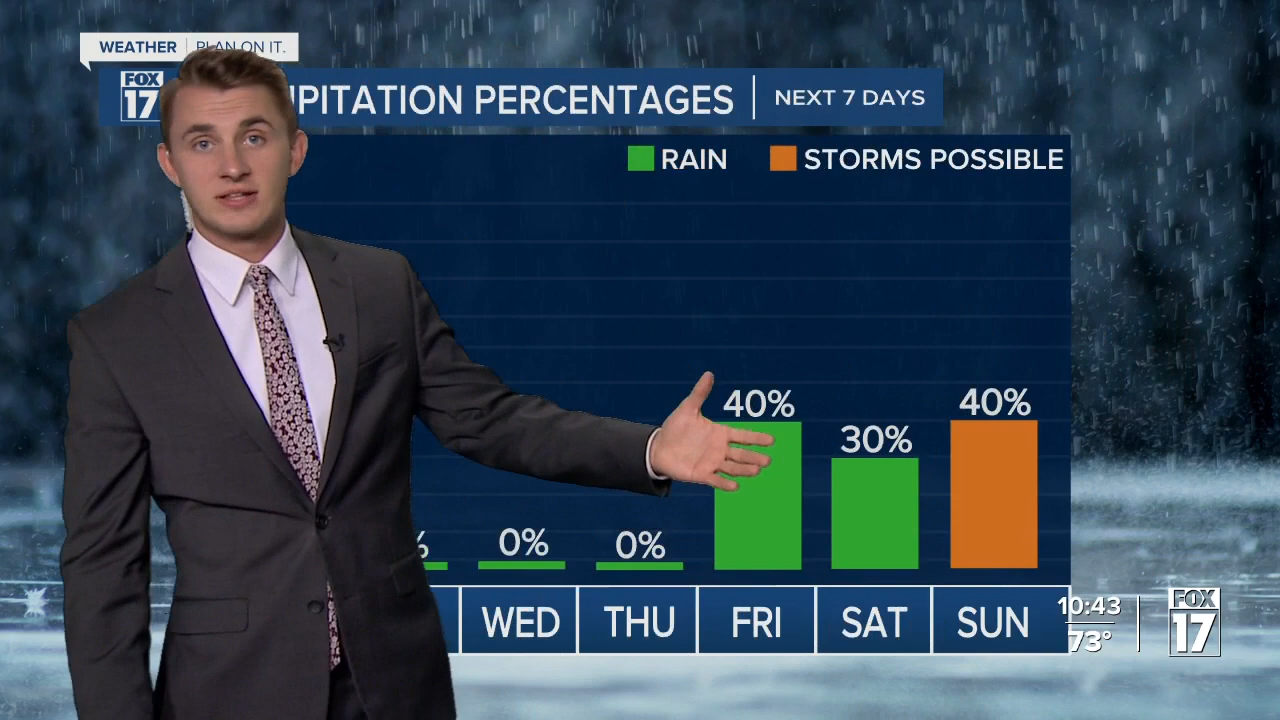 WEATHER | PLAN ON IT.
FOX
17
IPITATION PERCENTAGES | NEXT 7 DAYS
RAIN
STORMS POSSIBLE
40%
30%
40%
%
0%
0%
WED
THU
FRI
SAT
SUN
10:43
73°
FOX
17